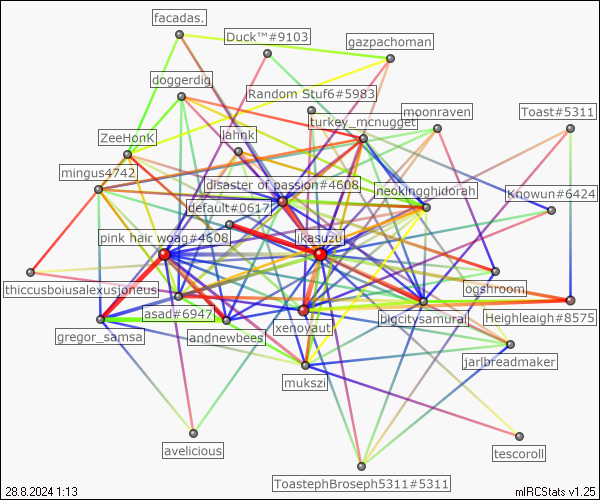 facadas.
Duck™#9103
gazpachoman
doggerdig
Random Stuf6#5983
moonraven
Toast#5311
turkey_mcnugget
ZeeHonK
lahnk
mingus4742
disaster of passion#4608
neokingghidorah
Knowun#6424
default#0617
pink hair woag#4608
ikasuzu
thiccusboiusalexusjoneus
ogshroom
asad#6947
xenoyaut
bigcitysamurai
Heighleaigh#8575
gregor_samsa
andnewbees
jarlbreadmaker
mukszi
avelicious
tescoroll
ToastephBroseph5311#5311
28.8.2024 1:13
mIRCStats v1.25